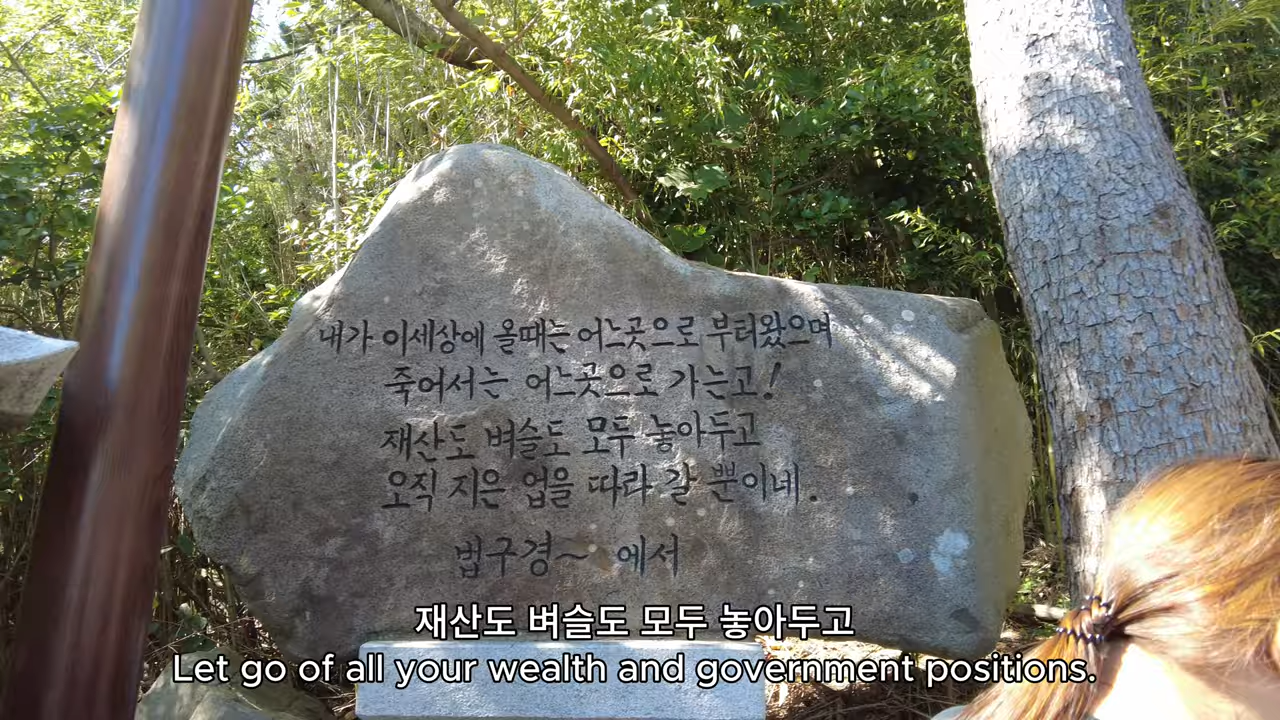 내가 이세상에 올때는 어느곳으로 부터왔으며
죽어서는 어느곳으로 가는고!
재산도 벼슬도 모두 놓아두고
오직 지은 업을 따라 갈 뿐이네.
법구경~ 에서
재산도 벼슬도 모두 놓아두고
Let go of all your wealth and government positions.